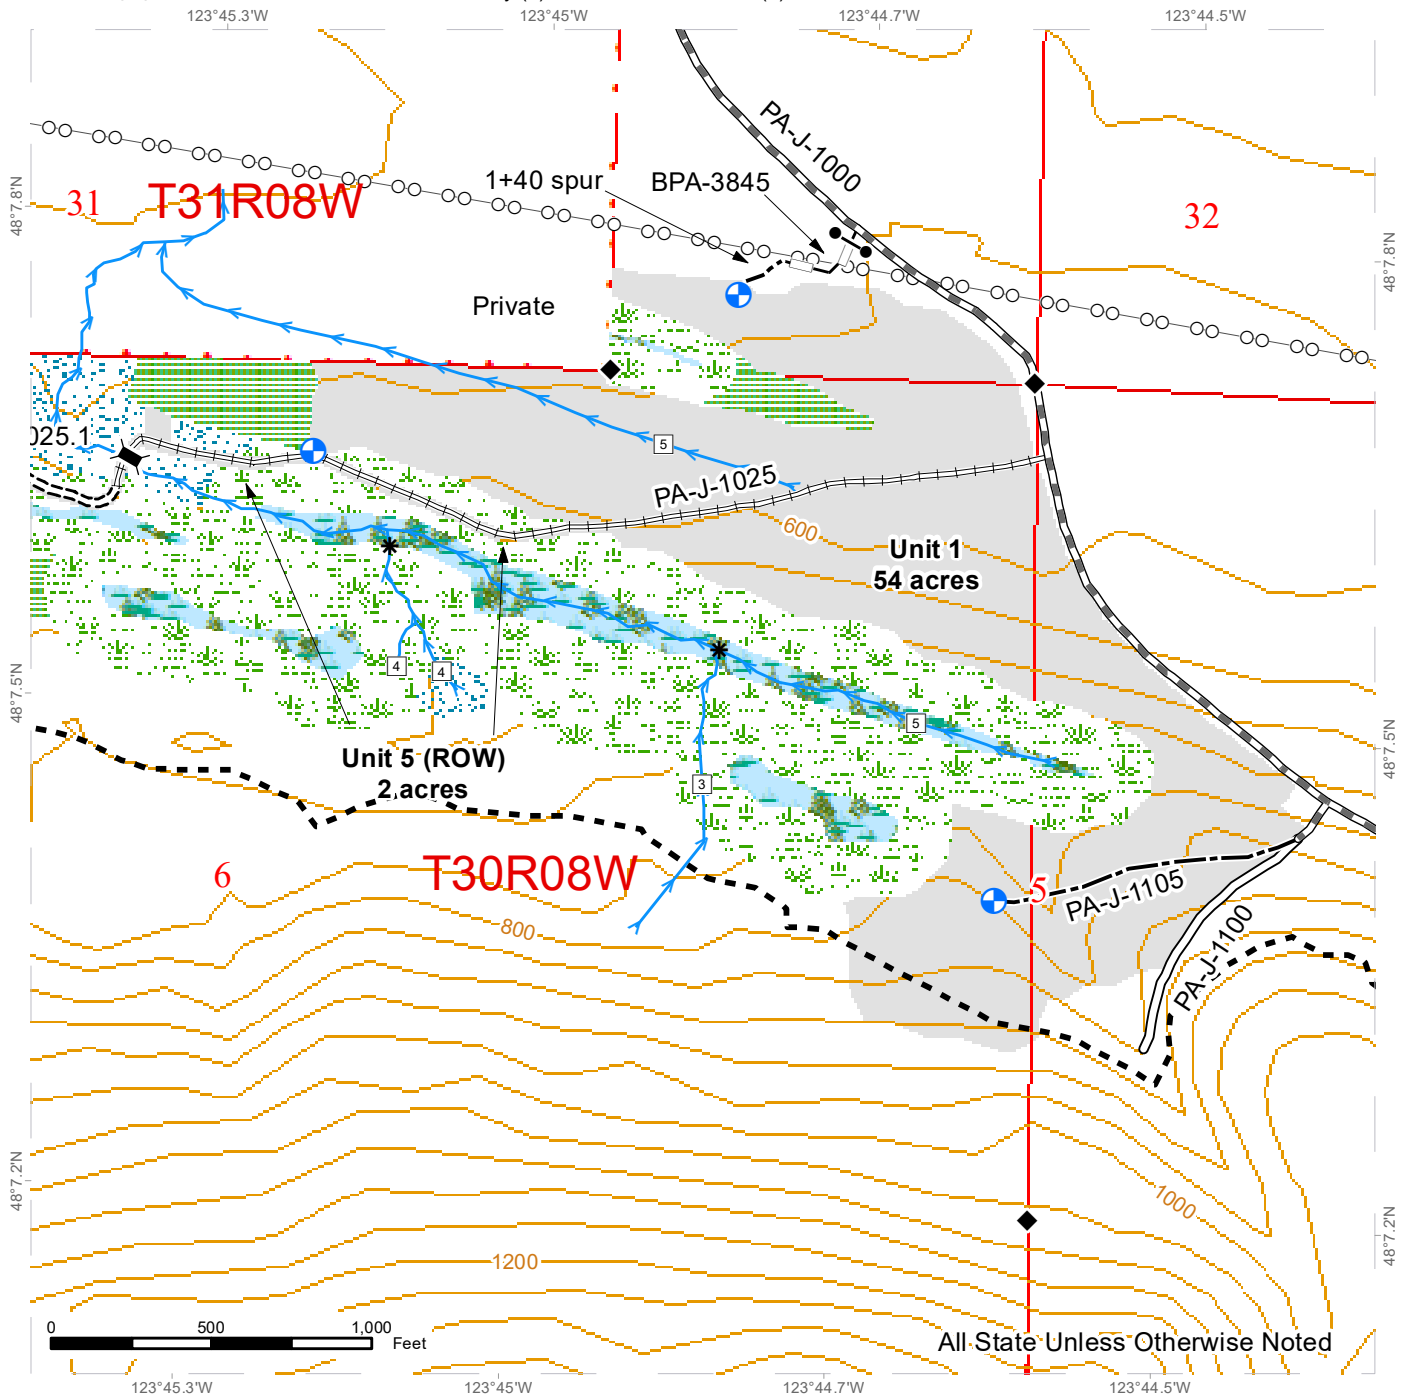 123°45.3'W
123°45'W
123°44.7'W
123°44.5'W
PA-J-1000
1+40 spur
BPA-3845
48°7.8'N
31
T31R08W
32
48°7.8'N
Private
025.1
5
PA-J-1025
600
Unit 1
54 acres
4
4
48°7.5'N
5
48°7.5'N
Unit 5 (ROW)
2 acres
3
6
T30R08W
5
PA-J-1105
800
PA-J-1100
48°7.2'N
1000
48°7.2'N
1200
0
500
1,000
Feet
All State Unless Otherwise Noted
123°45.3'W
123°45'W
123°44.7'W
123°44.5'W